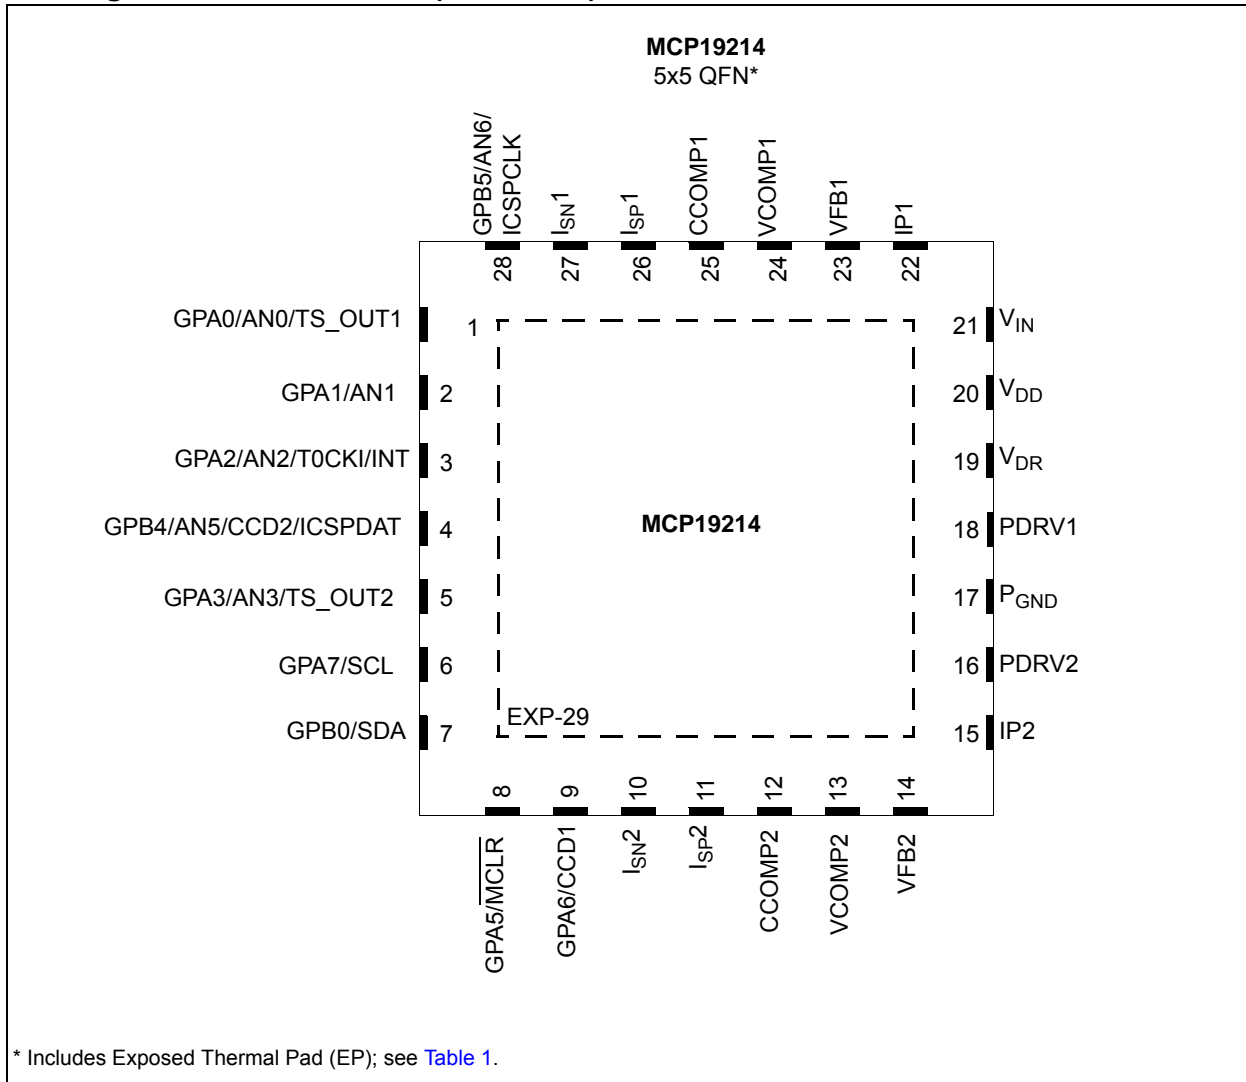 MCP19214
5x5 QFN*
GPB5/AN6/
ICSPCLK
ISN1
ISP1
CCOMP1
VCOMP1
VFB1
IP1
28
27
26
25
24
23
22
GPA0/AN0/TS_OUT1
1
GPA1/AN1
2
GPA2/AN2/T0CKI/INT
3
GPB4/AN5/CCD2/ICSPDAT
4
GPA3/AN3/TS_OUT2
5
GPA7/SCL
6
GPB0/SDA
7
MCP19214
EXP-29
21 VIN
20 VDD
19 VDR
18 PDRV1
17 PGND
16 PDRV2
15 IP2
8
9
10
11
12
13
14
GPA5/MCLR
GPA6/CCD1
ISN2
ISP2
CCOMP2
VCOMP2
VFB2
* Includes Exposed Thermal Pad (EP); see Table 1.